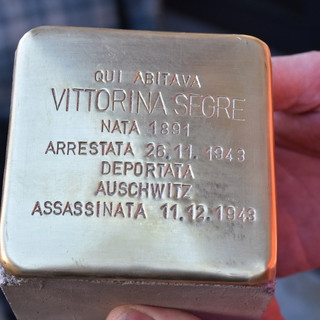 QUI ABITAVA
VITTORINA SEGRE
NATA 1891
ARRESTATA 26.11.1943
DEPORTATA
AUSCHWITZ
ASSASSINATA 11.12.1943